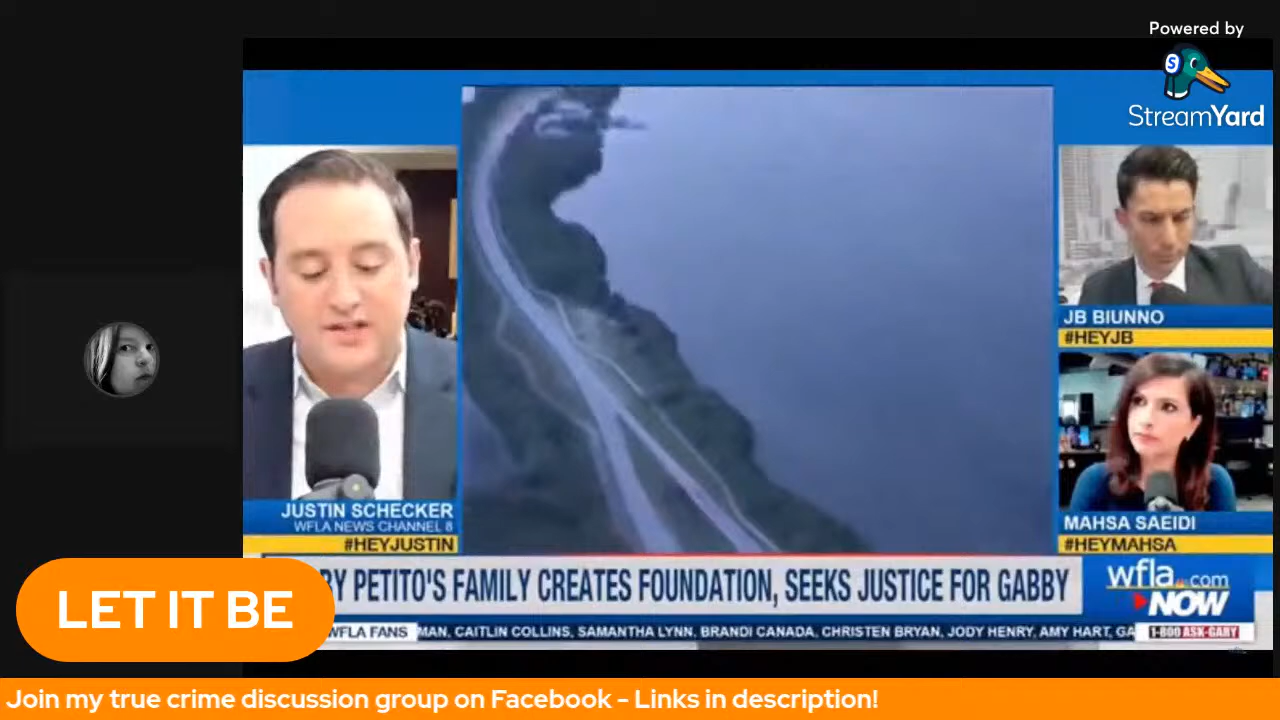 Powered by
S
StreamYard
JUSTIN SCHECKER
WFLA NEWS CHANNEL 8
#HEYJUSTIN
JB BIUNNO
#HEYJB
MAHSA SAEIDI
#HEYMAHSA
LET IT BE
PETITO'S FAMILY CREATES FOUNDATION, SEEKS JUSTICE FOR GABBY
wfla.com
NOW
WFLA FANS
CAITLIN COLLINS, SAMANTHA LYNN, BRANDI CANADA, CHRISTEN BRYAN, JODY HENRY, AMY HART,
1-800 ASK-GARY
Join my true crime discussion group on Facebook - Links in description!